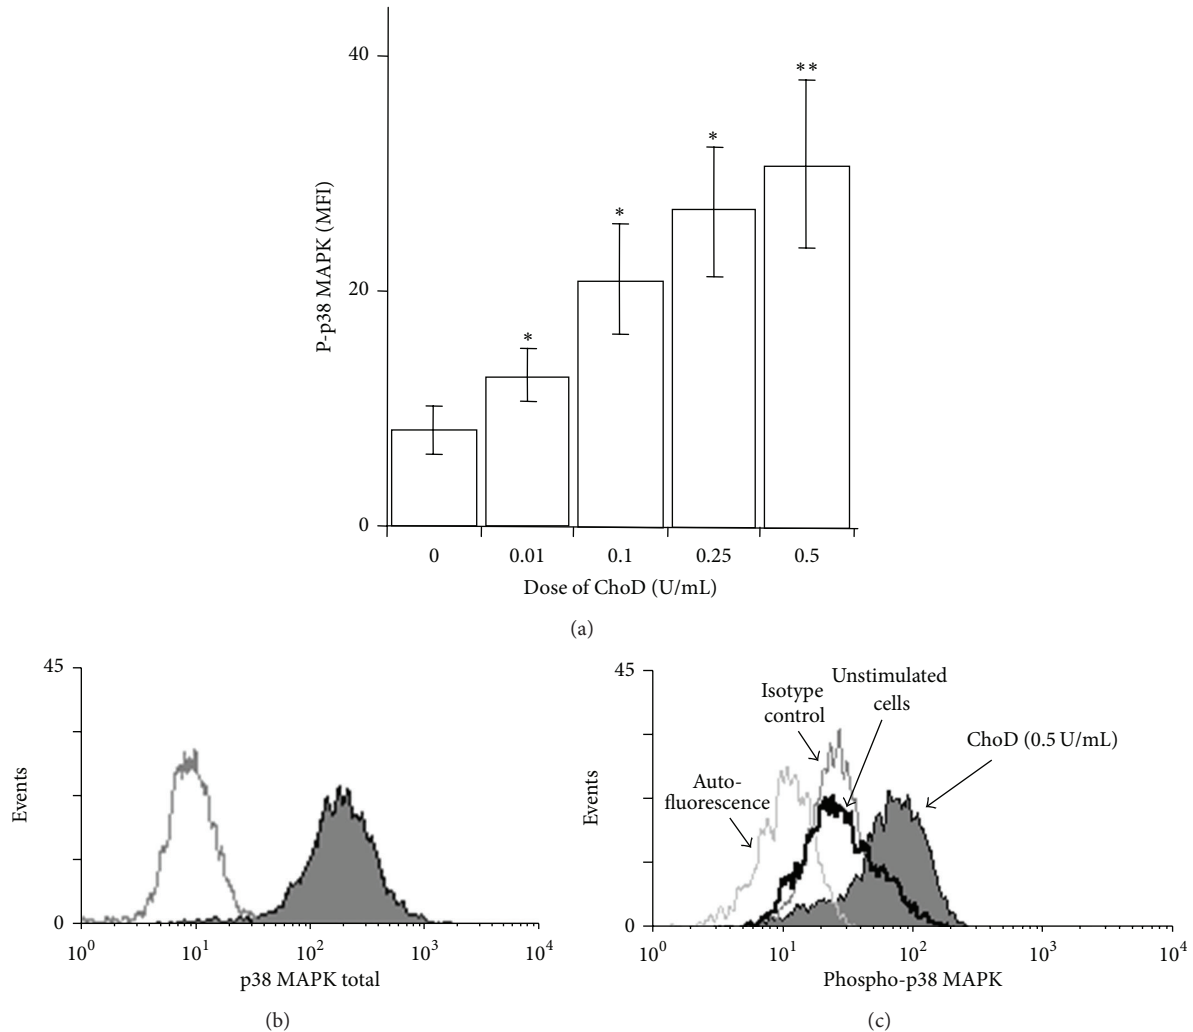 40
20
0
P-p38 MAPK (MFI)
*
*
*
**
0 0.01 0.1 0.25 0.5
Dose of ChoD (U/mL)
(a)
45
0
Events
10^0 10^1 10^2 10^3 10^4
p38 MAPK total
(b)
45
0
Events
Auto-
fluorescence
Isotype
control
Unstimulated
cells
ChoD (0.5 U/mL)
10^0 10^1 10^2 10^3 10^4
Phospho-p38 MAPK
(c)